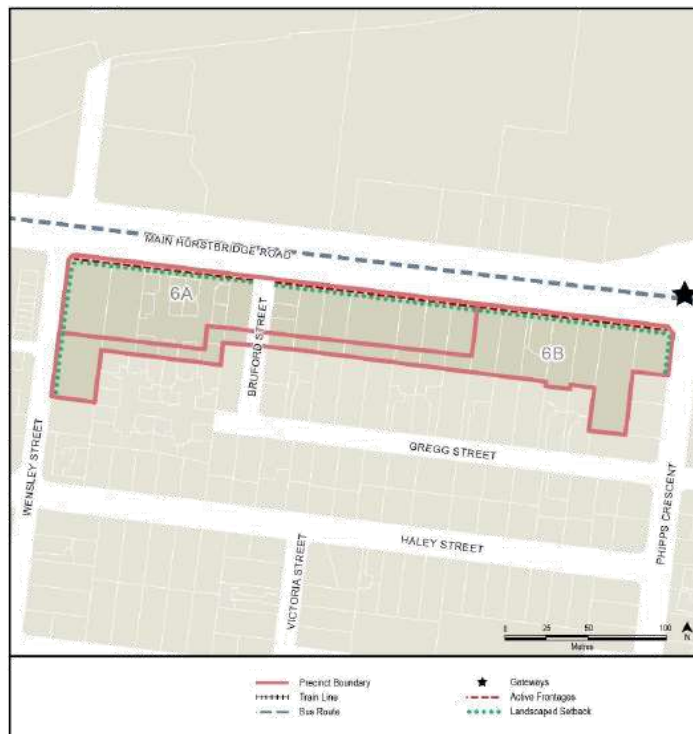 MAIN HURSTBRIDGE ROAD
6A
BRUFORD STREET
6B
WENSLEY STREET
GREGG STREET
PHIPPS CRESCENT
HALEY STREET
VICTORIA STREET
0 25 50 100
Metres
N
Precinct Boundary
Train Line
Bus Route
Gateways
Active Frontages
Landscaped Setback